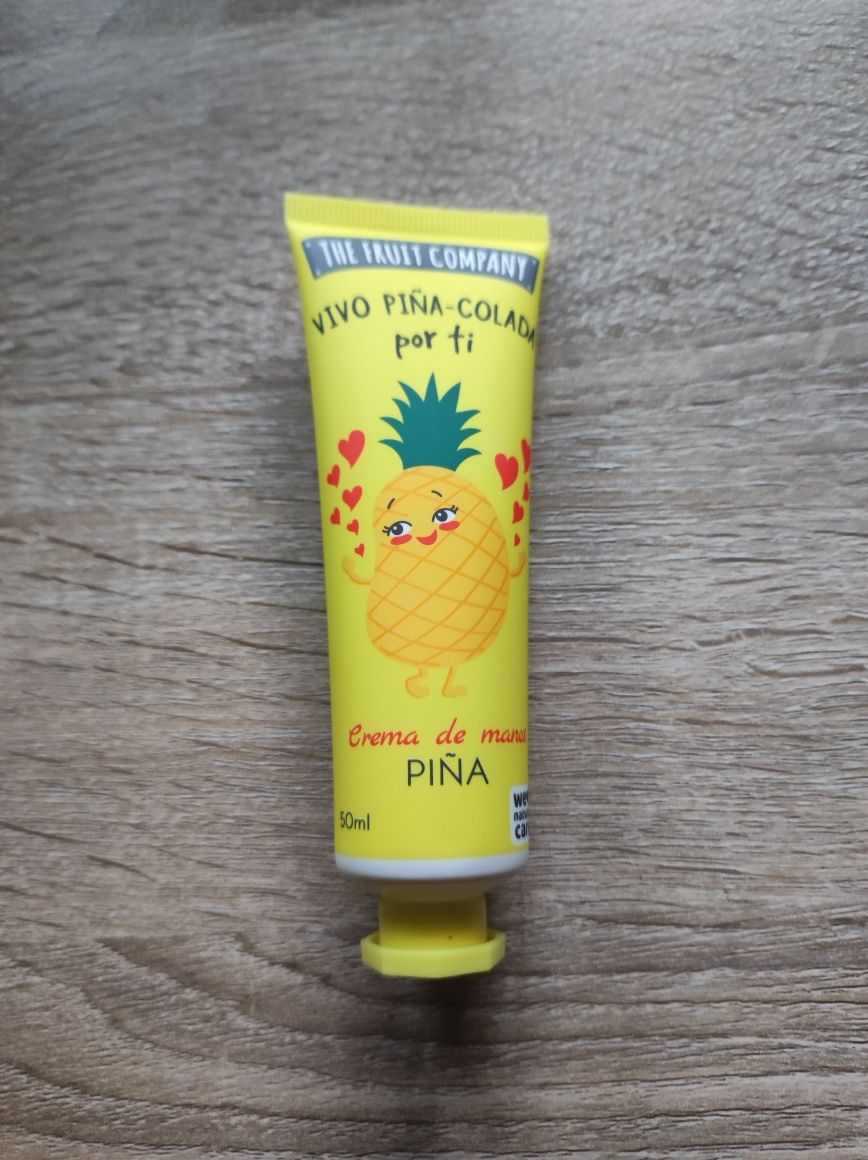 THE FRUIT COMPANY
VIVO PIÑA-COLADA
por ti
Crema de manos
PIÑA
50ml